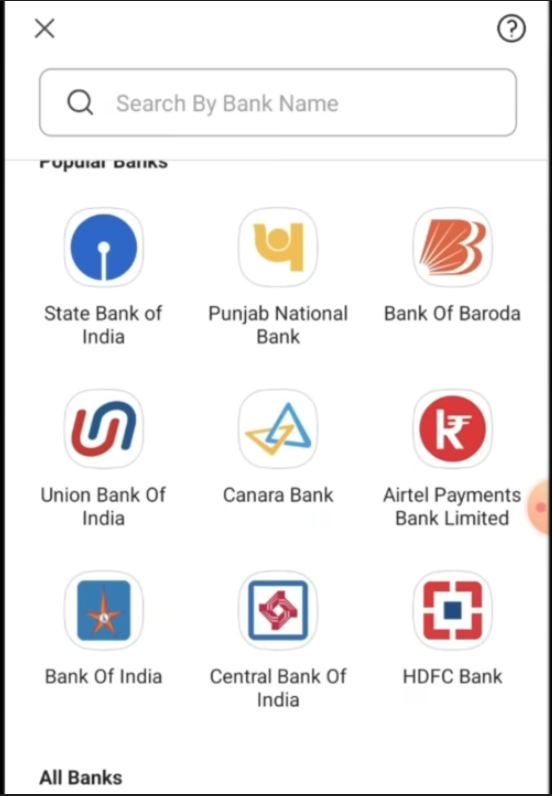 Search By Bank Name
Popular Banks
State Bank of
India
Punjab National
Bank
Bank Of Baroda
Union Bank Of
India
Canara Bank
Airtel Payments
Bank Limited
Bank Of India
Central Bank Of
India
HDFC Bank
All Banks